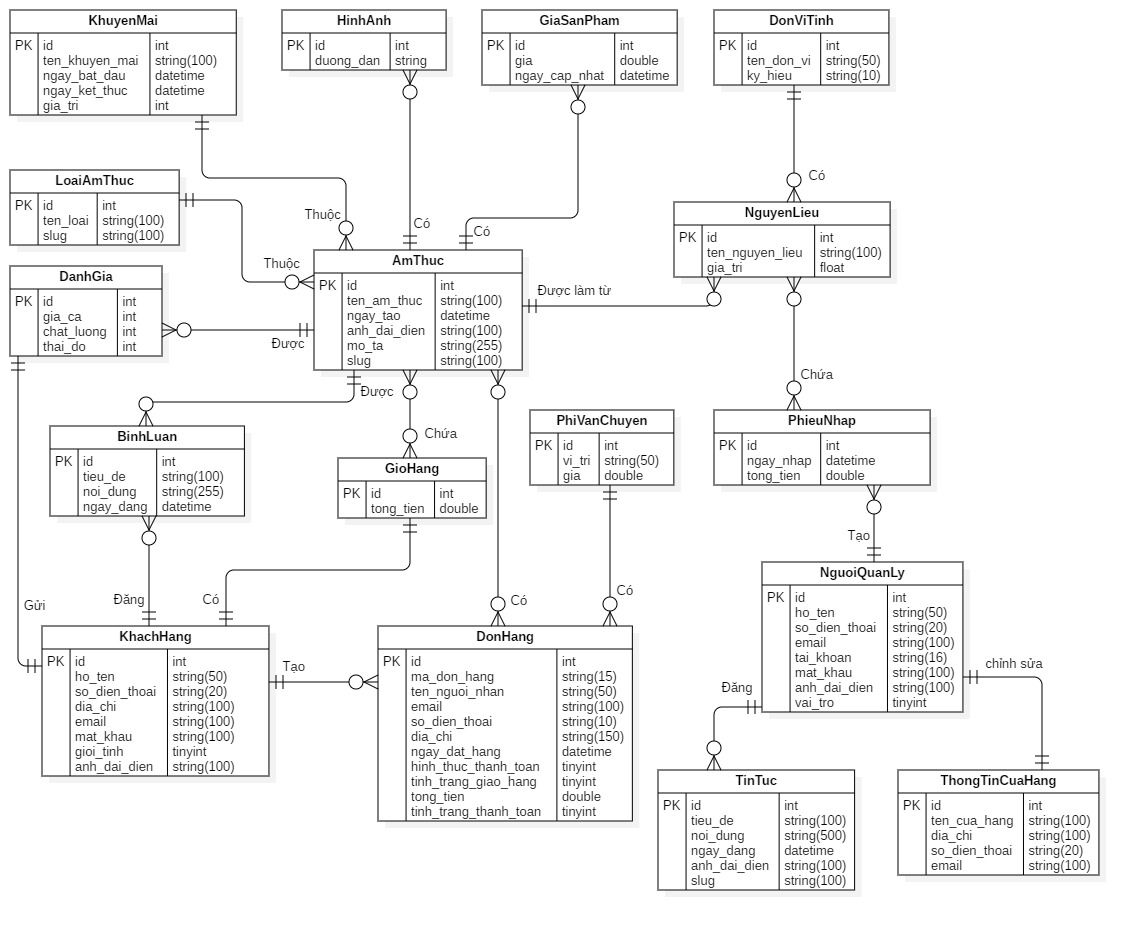 KhuyenMai
PK id int
ten_khuyen_mai string(100)
ngay_bat_dau datetime
ngay_ket_thuc datetime
gia_tri int
HinhAnh
PK id int
duong_dan string
GiaSanPham
PK id int
gia double
ngay_cap_nhat datetime
DonViTinh
PK id int
ten_don_vi string(50)
ky_hieu string(10)
LoaiAmThuc
PK id int
ten_loai string(100)
slug string(100)
Thuộc
Có
Có
Có
NguyenLieu
PK id int
ten_nguyen_lieu string(100)
gia_tri float
DanhGia
PK id int
gia_ca int
chat_luong int
thai_do int
Thuộc
AmThuc
PK id int
ten_am_thuc string(100)
ngay_tao datetime
anh_dai_dien string(100)
mo_ta string(255)
slug string(100)
Được làm từ
Được
Được
Chứa
Chứa
BinhLuan
PK id int
tieu_de string(100)
noi_dung string(255)
ngay_dang datetime
GioHang
PK id int
tong_tien double
PhiVanChuyen
PK id int
vi_tri string(50)
gia double
PhieuNhap
PK id int
ngay_nhap datetime
tong_tien double
Tạo
Gửi
Đăng
Có
Có
Có
KhachHang
PK id int
ho_ten string(50)
so_dien_thoai string(20)
dia_chi string(100)
email string(100)
mat_khau string(100)
gioi_tinh tinyint
anh_dai_dien string(100)
Tạo
DonHang
PK id int
ma_don_hang string(15)
ten_nguoi_nhan string(50)
email string(100)
so_dien_thoai string(10)
dia_chi string(150)
ngay_dat_hang datetime
hinh_thuc_thanh_toan tinyint
tinh_trang_giao_hang tinyint
tong_tien double
tinh_trang_thanh_toan tinyint
NguoiQuanLy
PK id int
ho_ten string(50)
so_dien_thoai string(20)
email string(100)
tai_khoan string(16)
mat_khau string(100)
anh_dai_dien string(100)
vai_tro tinyint
Đăng
chỉnh sửa
TinTuc
PK id int
tieu_de string(100)
noi_dung string(500)
ngay_dang datetime
anh_dai_dien string(100)
slug string(100)
ThongTinCuaHang
PK id int
ten_cua_hang string(100)
dia_chi string(100)
so_dien_thoai string(20)
email string(100)